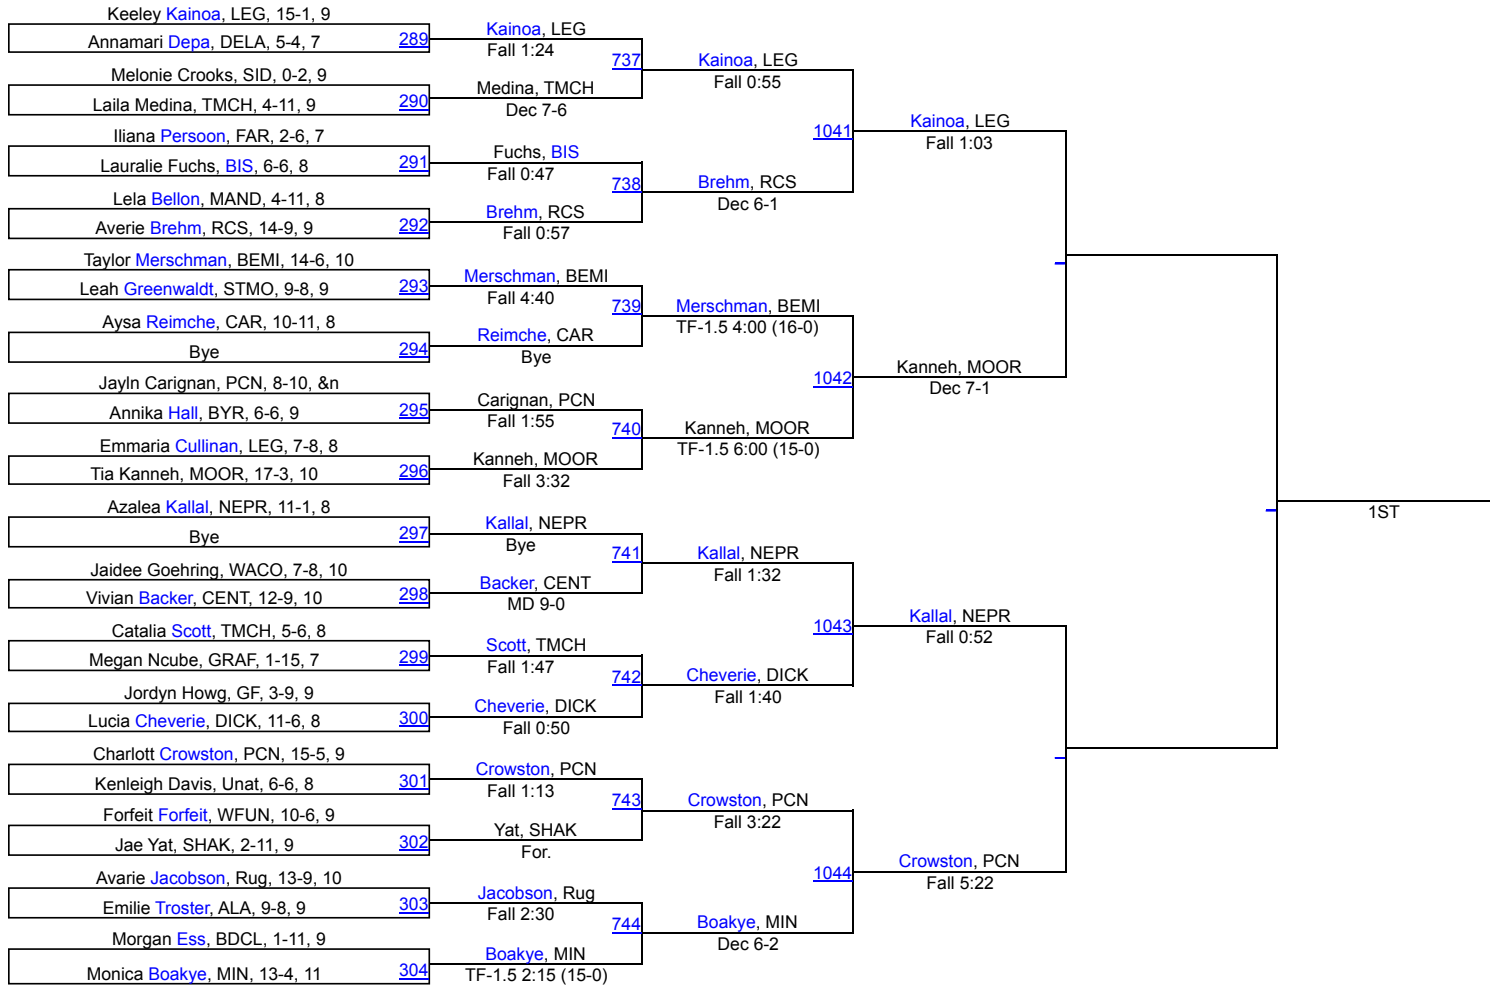 Keeley Kainoa, LEG, 15-1, 9
Annamari Depa, DELA, 5-4, 7
289
Melonie Crooks, SID, 0-2, 9
Laila Medina, TMCH, 4-11, 9
290
Iliana Persoon, FAR, 2-6, 7
Lauralie Fuchs, BIS, 6-6, 8
291
Lela Bellon, MAND, 4-11, 8
Averie Brehm, RCS, 14-9, 9
292
Taylor Merschman, BEMI, 14-6, 10
Leah Greenwaldt, STMO, 9-8, 9
293
Aysa Reimche, CAR, 10-11, 8
Bye
294
Jayln Carignan, PCN, 8-10, &n
Annika Hall, BYR, 6-6, 9
295
Emmaria Cullinan, LEG, 7-8, 8
Tia Kanneh, MOOR, 17-3, 10
296
Azalea Kallal, NEPR, 11-1, 8
Bye
297
Jaidee Goehring, WACO, 7-8, 10
Vivian Backer, CENT, 12-9, 10
298
Catalia Scott, TMCH, 5-6, 8
Megan Ncube, GRAF, 1-15, 7
299
Jordyn Howg, GF, 3-9, 9
Lucia Cheverie, DICK, 11-6, 8
300
Charlott Crowston, PCN, 15-5, 9
Kenleigh Davis, Unat, 6-6, 8
301
Forfeit Forfeit, WFUN, 10-6, 9
Jae Yat, SHAK, 2-11, 9
302
Avarie Jacobson, Rug, 13-9, 10
Emilie Troster, ALA, 9-8, 9
303
Morgan Ess, BDCL, 1-11, 9
Monica Boakye, MIN, 13-4, 11
304
Kainoa, LEG
Fall 1:24
737
Medina, TMCH
Dec 7-6
Fuchs, BIS
Fall 0:47
738
Brehm, RCS
Fall 0:57
Merschman, BEMI
Fall 4:40
739
Reimche, CAR
Bye
Carignan, PCN
Fall 1:55
740
Kanneh, MOOR
Fall 3:32
Kallal, NEPR
Bye
741
Backer, CENT
MD 9-0
Scott, TMCH
Fall 1:47
742
Cheverie, DICK
Fall 0:50
Crowston, PCN
Fall 1:13
743
Yat, SHAK
For.
Jacobson, Rug
Fall 2:30
744
Boakye, MIN
TF-1.5 2:15 (15-0)
Kainoa, LEG
Fall 0:55
1041
Brehm, RCS
Dec 6-1
Merschman, BEMI
TF-1.5 4:00 (16-0)
1042
Kanneh, MOOR
TF-1.5 6:00 (15-0)
Kallal, NEPR
Fall 1:32
1043
Cheverie, DICK
Fall 1:40
Crowston, PCN
Fall 3:22
1044
Boakye, MIN
Dec 6-2
Kainoa, LEG
Fall 1:03
Kanneh, MOOR
Dec 7-1
Kallal, NEPR
Fall 0:52
Crowston, PCN
Fall 5:22
1ST